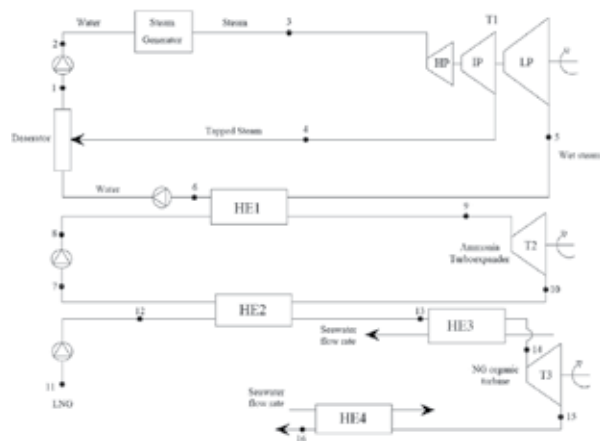 Water
Steam
Generator
Steam
3
T1
2
HP
IP
LP
N
1
Deaerator
Tapped Steam
4
5
Wet steam
Water
6
HE1
9
8
Ammonia
Turboexpander
T2
N
7
10
12
HE2
13
HE3
Seawater
flow rate
14
NG organic
turbine
T3
N
11
LNG
Seawater
flow rate
HE4
15
16